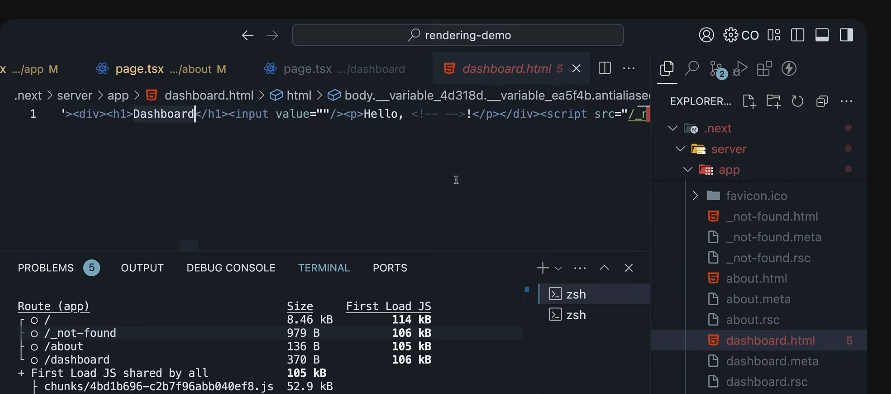 rendering-demo
CO
x .../app M
page.tsx .../about M
page.tsx .../dashboard
dashboard.html 5
.next > server > app > dashboard.html > html > body.__variable_4d318d.__variable_ea5f4b.antialiased
1 '><div><h1>Dashboard</h1><input value=""/><p>Hello, <!-- -->!</p></div><script src="/_n
EXPLORER...
2
.next
server
app
favicon.ico
_not-found.html
_not-found.meta
_not-found.rsc
about.html
about.meta
about.rsc
dashboard.html 5
dashboard.meta
dashboard.rsc
PROBLEMS 5 OUTPUT DEBUG CONSOLE TERMINAL PORTS
zsh
zsh
Route (app) Size First Load JS
┌ ○ / 8.46 kB 114 kB
├ ○ /_not-found 979 B 106 kB
├ ○ /about 136 B 105 kB
└ ○ /dashboard 370 B 106 kB
+ First Load JS shared by all 105 kB
├ chunks/4bd1b696-c2b7f96abb040ef8.js 52.9 kB